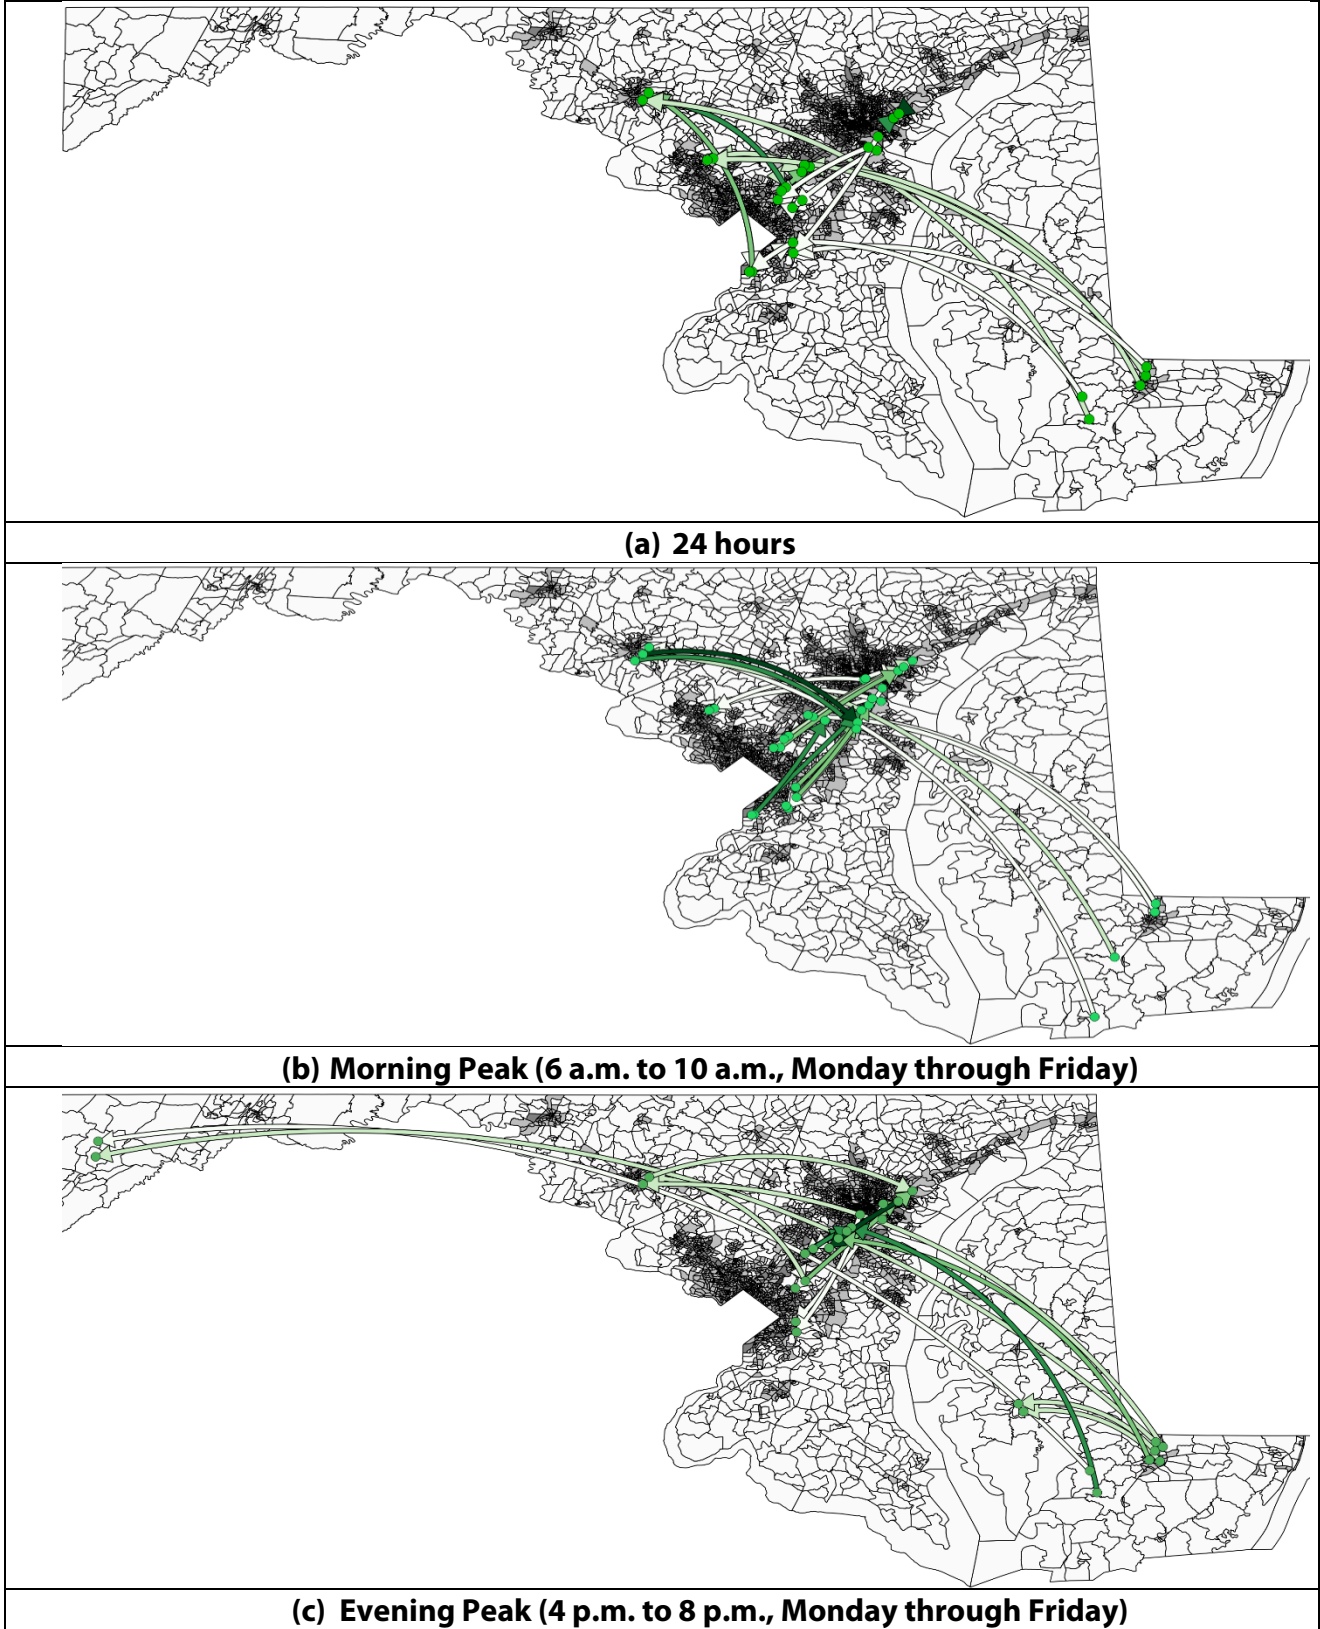 (a) 24 hours
(b) Morning Peak (6 a.m. to 10 a.m., Monday through Friday)
(c) Evening Peak (4 p.m. to 8 p.m., Monday through Friday)